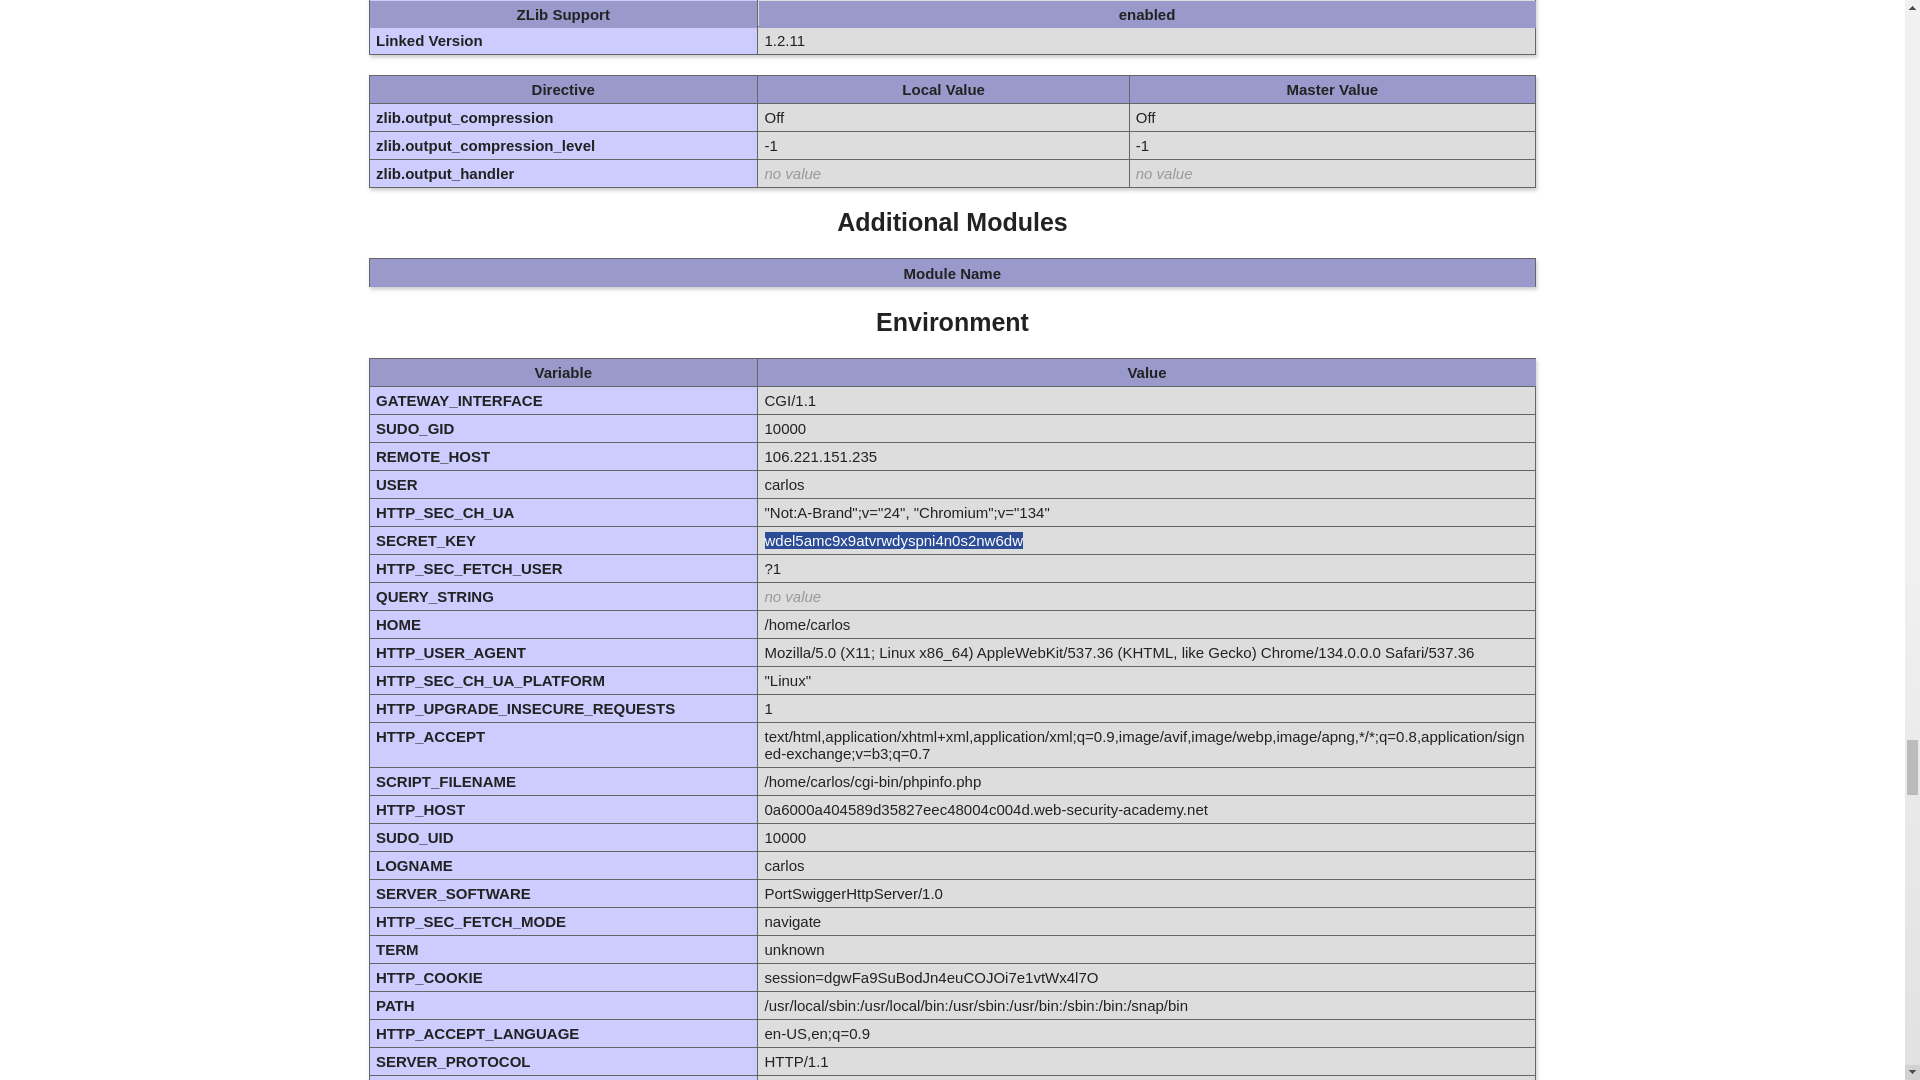 ZLib Support enabled
Linked Version 1.2.11
Directive Local Value Master Value
zlib.output_compression Off Off
zlib.output_compression_level -1 -1
zlib.output_handler no value no value
Additional Modules
Module Name
Environment
Variable Value
GATEWAY_INTERFACE CGI/1.1
SUDO_GID 10000
REMOTE_HOST 106.221.151.235
USER carlos
HTTP_SEC_CH_UA "Not:A-Brand";v="24", "Chromium";v="134"
SECRET_KEY wdel5amc9x9atvrwdyspni4n0s2nw6dw
HTTP_SEC_FETCH_USER ?1
QUERY_STRING no value
HOME /home/carlos
HTTP_USER_AGENT Mozilla/5.0 (X11; Linux x86_64) AppleWebKit/537.36 (KHTML, like Gecko) Chrome/134.0.0.0 Safari/537.36
HTTP_SEC_CH_UA_PLATFORM "Linux"
HTTP_UPGRADE_INSECURE_REQUESTS 1
HTTP_ACCEPT text/html,application/xhtml+xml,application/xml;q=0.9,image/avif,image/webp,image/apng,*/*;q=0.8,application/sign
ed-exchange;v=b3;q=0.7
SCRIPT_FILENAME /home/carlos/cgi-bin/phpinfo.php
HTTP_HOST 0a6000a404589d35827eec48004c004d.web-security-academy.net
SUDO_UID 10000
LOGNAME carlos
SERVER_SOFTWARE PortSwiggerHttpServer/1.0
HTTP_SEC_FETCH_MODE navigate
TERM unknown
HTTP_COOKIE session=dgwFa9SuBodJn4euCOJOi7e1vtWx4l7O
PATH /usr/local/sbin:/usr/local/bin:/usr/sbin:/usr/bin:/sbin:/bin:/snap/bin
HTTP_ACCEPT_LANGUAGE en-US,en;q=0.9
SERVER_PROTOCOL HTTP/1.1